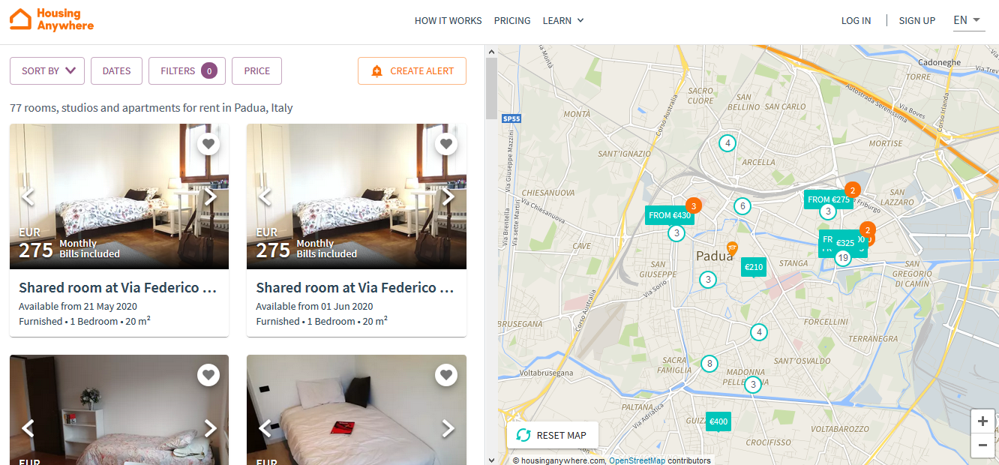 Housing
Anywhere
HOW IT WORKS PRICING LEARN
LOG IN SIGN UP EN
SORT BY DATES FILTERS 0 PRICE CREATE ALERT
77 rooms, studios and apartments for rent in Padua, Italy
EUR
275 Monthly
Bills included
Shared room at Via Federico ...
Available from 21 May 2020
Furnished • 1 Bedroom • 20 m²
EUR
275 Monthly
Bills included
Shared room at Via Federico ...
Available from 01 Jun 2020
Furnished • 1 Bedroom • 20 m²
EUR
EUR
Cadoneghe
TORRE
Via Montà
SACRO
CUORE
SAN
BELLINO
SAN CARLO
Autostrada Serenissima
Via Boves
Corso Irlanda
MONTÀ
Corso Australia
SP55
Via Giuseppe Mazzini
4
MORTISE
SANT'IGNAZIO
ARCELLA
CHIESANUOVA
Via Chiesanuova
Via Brentella
Via sette Martiri
FROM €430
3
3
6
FROM €275
2
3
Friburgo
SAN
LAZZARO
2
€325
19
CAVE
Padua
€210
STANGA
SAN
GIUSEPPE
3
Via Sorio
SAN
GREGORIO
DI CAMIN
Corso Australia
BRUSEGANA
FORCELLINI
4
TERRANEGRA
SACRA
FAMIGLIA
8
SANT'OSVALDO
Voltabrusegana
MADONNA
3
PALTANA
Via Adriatica
€400
VOLTABAROZZO
CROCIFISSO
RESET MAP
+
−
© housinganywhere.com, OpenStreetMap contributors